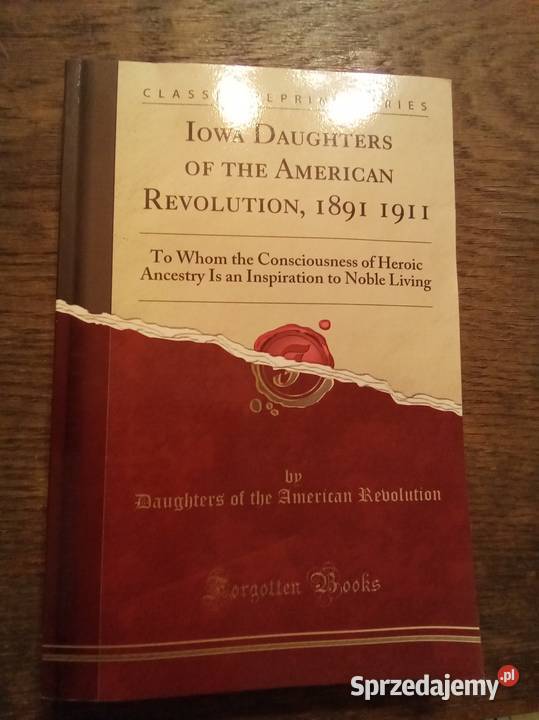 CLASSIC REPRINT SERIES
IOWA DAUGHTERS
OF THE AMERICAN
REVOLUTION, 1891 1911
To Whom the Consciousness of Heroic
Ancestry Is an Inspiration to Noble Living
F
by
Daughters of the American Revolution
Forgotten Books
Sprzedajemy.pl